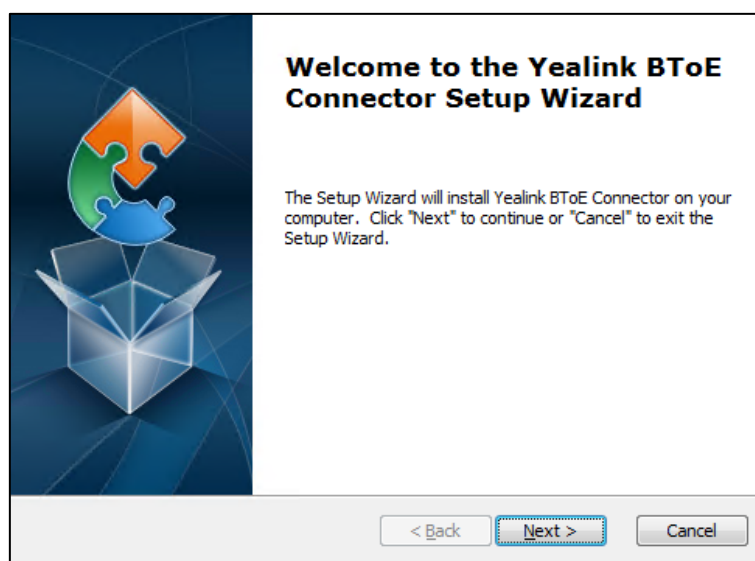 Welcome to the Yealink BToE
Connector Setup Wizard
The Setup Wizard will install Yealink BToE Connector on your
computer.  Click "Next" to continue or "Cancel" to exit the
Setup Wizard.
< Back Next > Cancel